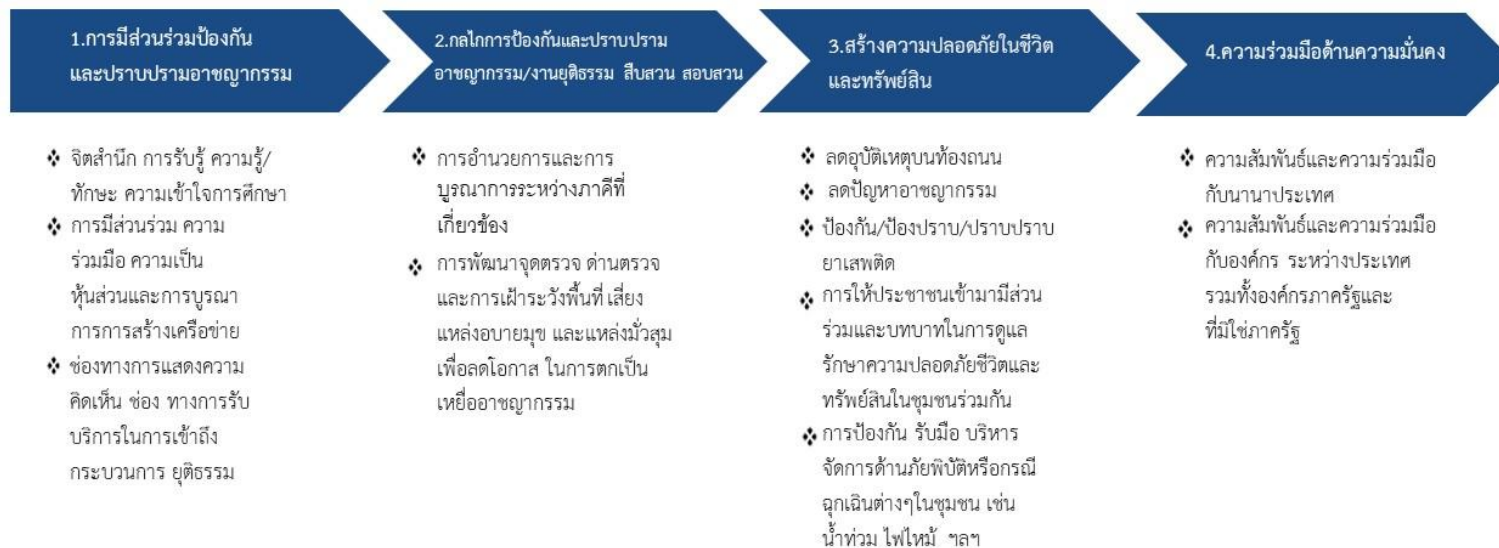 1.การมีส่วนร่วมป้องกัน
และปราบปรามอาชญากรรม
❖ จิตสำนึก การรับรู้ ความรู้/
ทักษะ ความเข้าใจการศึกษา
❖ การมีส่วนร่วม ความ
ร่วมมือ ความเป็น
หุ้นส่วนและการบูรณา
การการสร้างเครือข่าย
❖ ช่องทางการแสดงความ
คิดเห็น ช่อง ทางการรับ
บริการในการเข้าถึง
กระบวนการ ยุติธรรม
2.กลไกการป้องกันและปราบปราม
อาชญากรรม/งานยุติธรรม สืบสวน สอบสวน
❖ การอำนวยการและการ
บูรณาการระหว่างภาคีที่
เกี่ยวข้อง
❖ การพัฒนาจุดตรวจ ด่านตรวจ
และการเฝ้าระวังพื้นที่ เสี่ยง
แหล่งอบายมุข และแหล่งมั่วสุม
เพื่อลดโอกาส ในการตกเป็น
เหยื่ออาชญากรรม
3.สร้างความปลอดภัยในชีวิต
และทรัพย์สิน
❖ ลดอุบัติเหตุบนท้องถนน
❖ ลดปัญหาอาชญากรรม
❖ ป้องกัน/ป้องปราบ/ปราบปราบ
ยาเสพติด
❖ การให้ประชาชนเข้ามามีส่วน
ร่วมและบทบาทในการดูแล
รักษาความปลอดภัยชีวิตและ
ทรัพย์สินในชุมชนร่วมกัน
❖ การป้องกัน รับมือ บริหาร
จัดการด้านภัยพิบัติหรือกรณี
ฉุกเฉินต่างๆในชุมชน เช่น
น้ำท่วม ไฟไหม้ ฯลฯ
4.ความร่วมมือด้านความมั่นคง
❖ ความสัมพันธ์และความร่วมมือ
กับนานาประเทศ
❖ ความสัมพันธ์และความร่วมมือ
กับองค์กร ระหว่างประเทศ
รวมทั้งองค์กรภาครัฐและ
ที่มิใช่ภาครัฐ